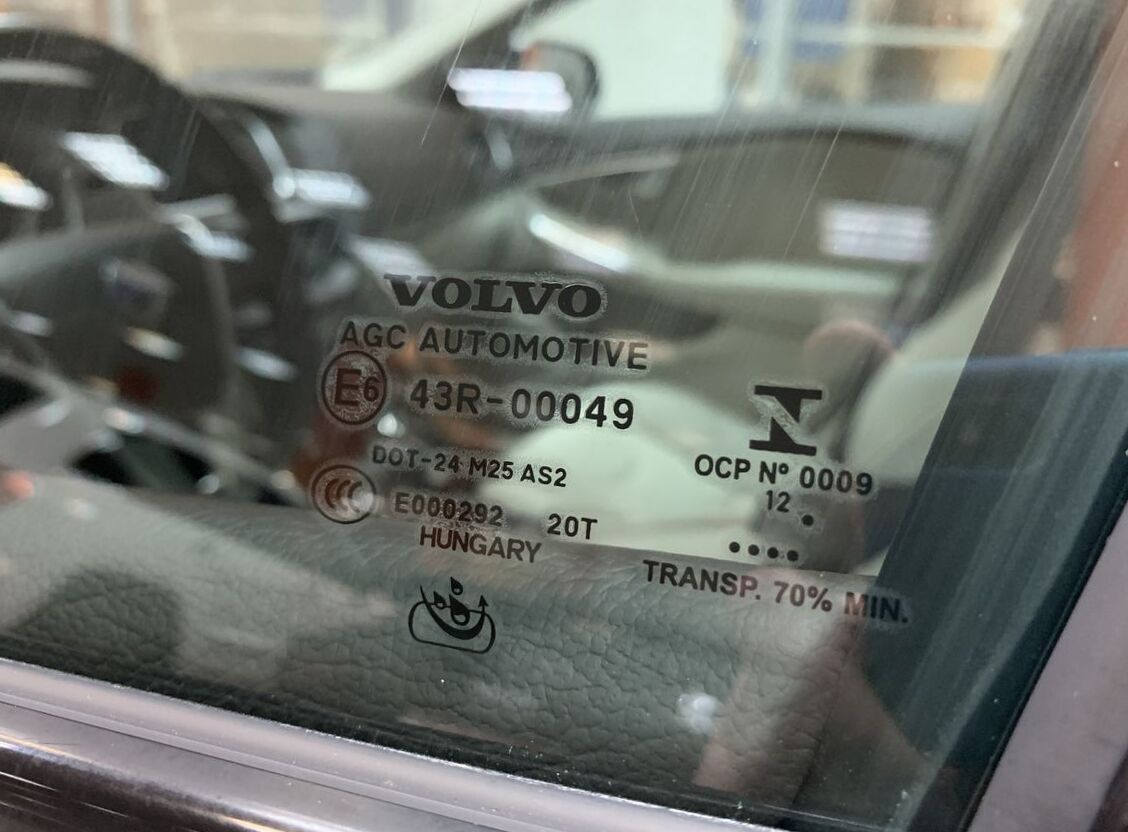 VOLVO
AGC AUTOMOTIVE
E6 43R-00049
DOT-24 M25 AS2
CCC E000292 20T
HUNGARY
N
OCP Nº 0009
12 .
....
TRANSP. 70% MIN.